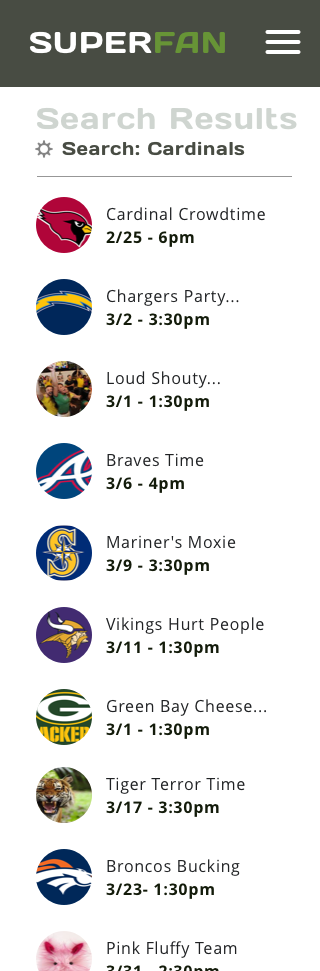 SUPERFAN
Search Results
Search: Cardinals
Cardinal Crowdtime
2/25 - 6pm
Chargers Party...
3/2 - 3:30pm
Loud Shouty...
3/1 - 1:30pm
Braves Time
3/6 - 4pm
Mariner's Moxie
3/9 - 3:30pm
Vikings Hurt People
3/11 - 1:30pm
Green Bay Cheese...
3/1 - 1:30pm
G
ACKER
Tiger Terror Time
3/17 - 3:30pm
Broncos Bucking
3/23- 1:30pm
Pink Fluffy Team
3/31 - 2:30pm